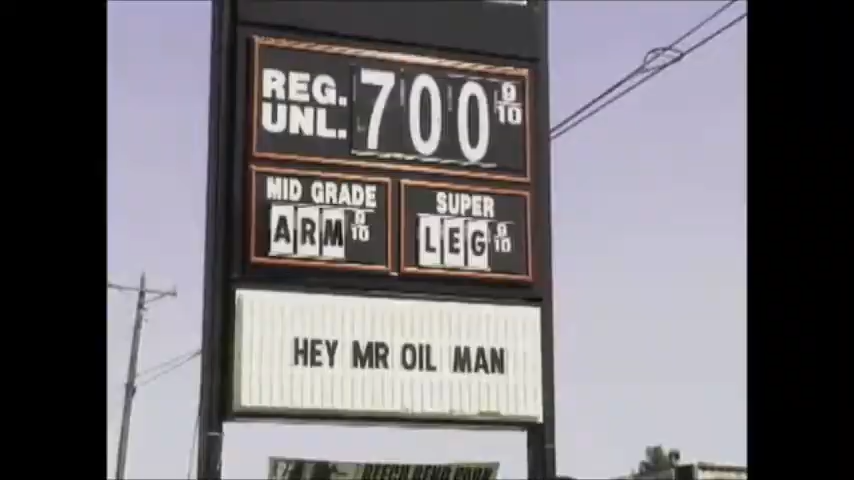 REG. UNL. 700 9/10
MID GRADE
ARM 9/10
SUPER
LEG 9/10
HEY MR OIL MAN